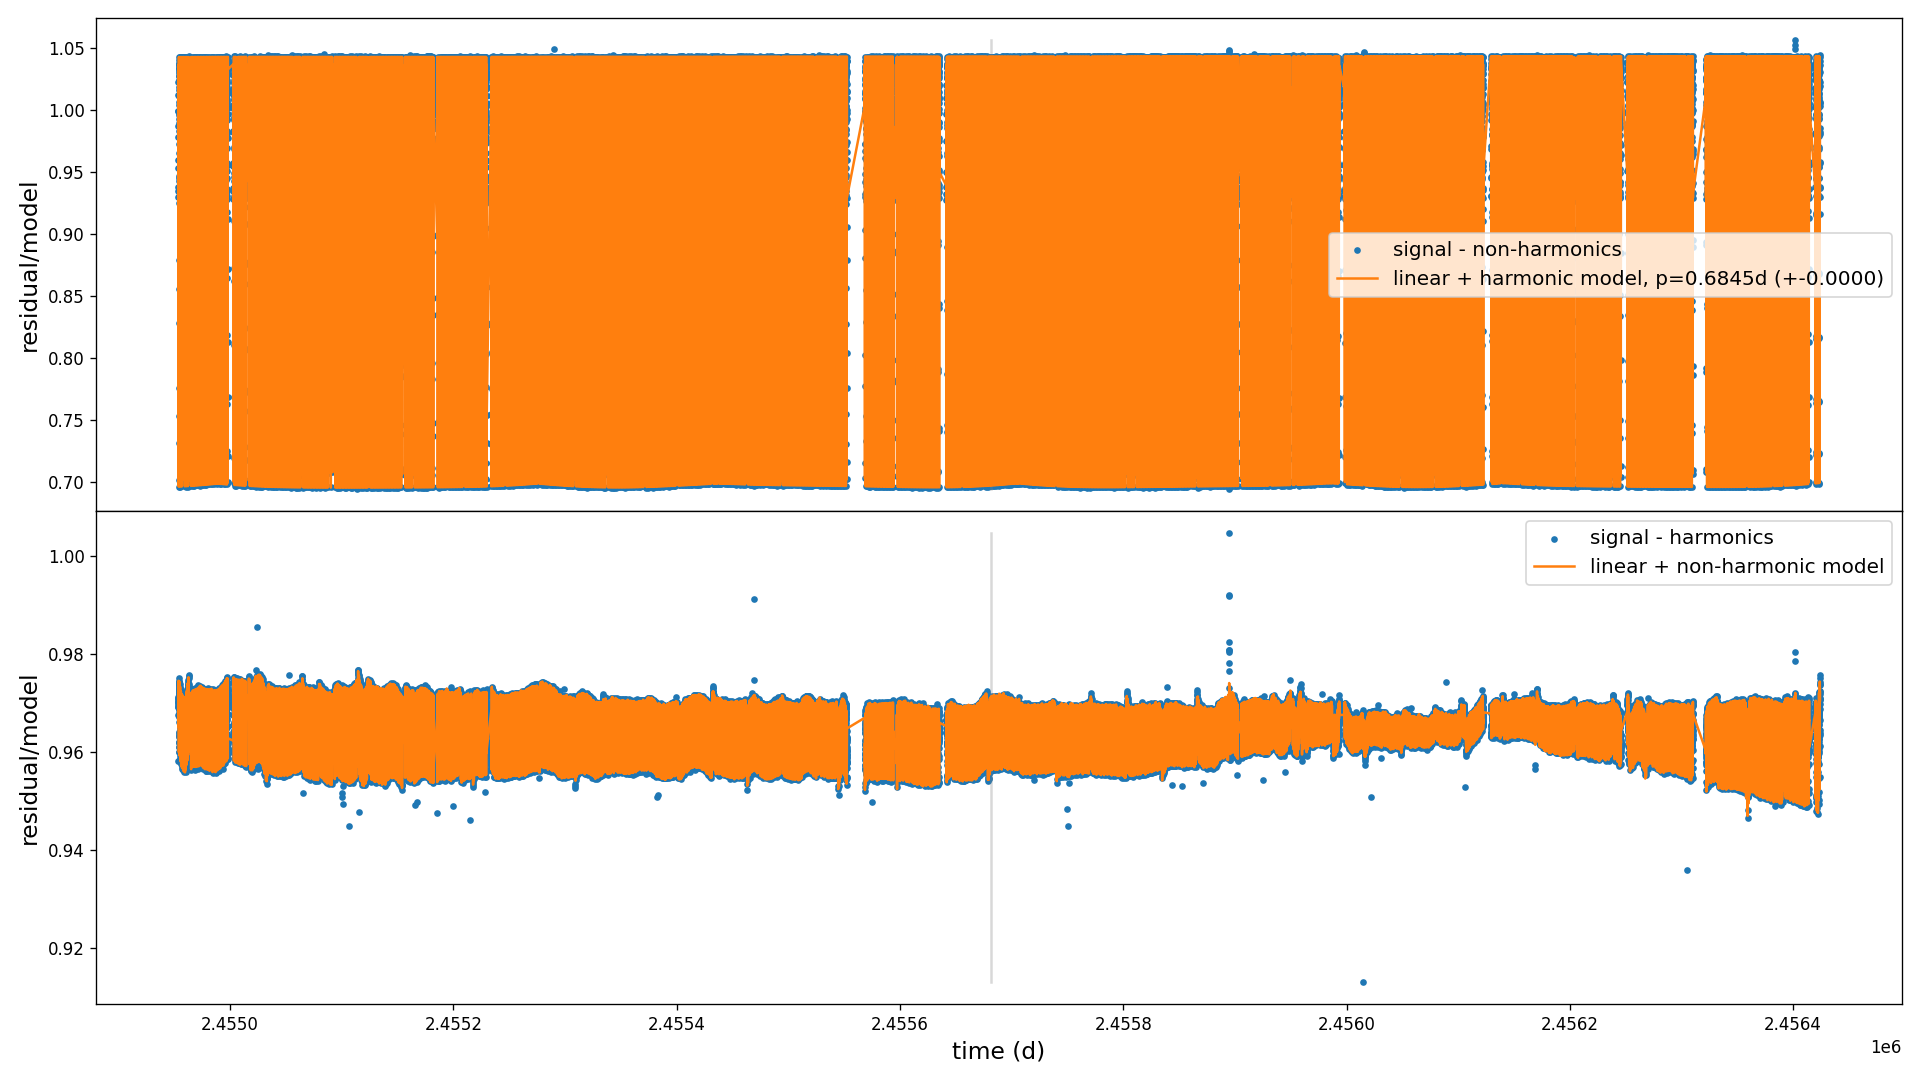 1.05
1.00
0.95
0.90
0.85
0.80
0.75
0.70
residual/model
signal - non-harmonics
linear + harmonic model, p=0.6845d (+-0.0000)
1.00
0.98
0.96
0.94
0.92
residual/model
signal - harmonics
linear + non-harmonic model
2.4550
2.4552
2.4554
2.4556
2.4558
2.4560
2.4562
2.4564
1e6
time (d)